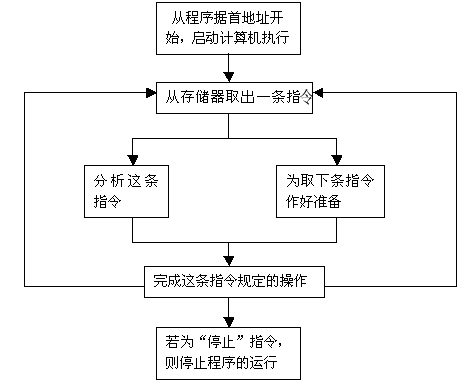 从程序据首地址开
始，启动计算机执行
从存储器取出一条指令
分析这条
指令
为取下条指令
作好准备
完成这条指令规定的操作
若为“停止”指令，
则停止程序的运行